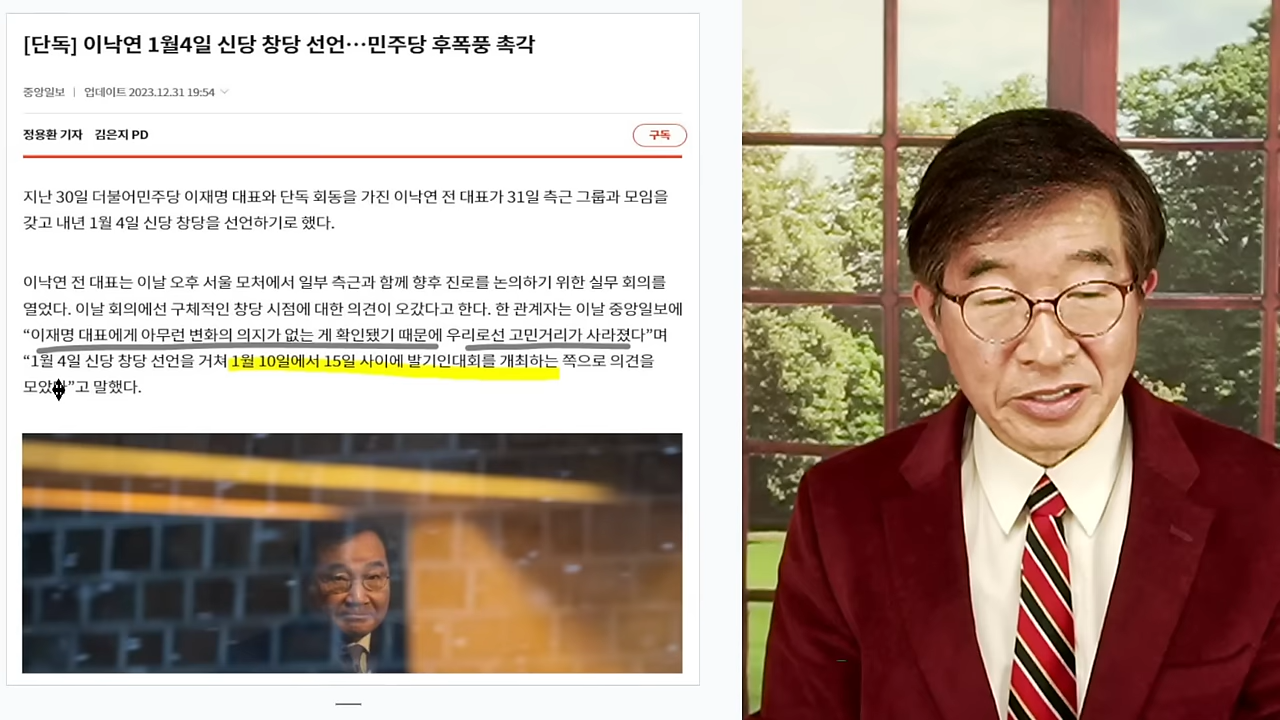 [단독] 이낙연 1월4일 신당 창당 선언…민주당 후폭풍 촉각
중앙일보 | 업데이트 2023.12.31 19:54
정용환 기자 김은지 PD
구독
지난 30일 더불어민주당 이재명 대표와 단독 회동을 가진 이낙연 전 대표가 31일 측근 그룹과 모임을
갖고 내년 1월 4일 신당 창당을 선언하기로 했다.
이낙연 전 대표는 이날 오후 서울 모처에서 일부 측근과 함께 향후 진로를 논의하기 위한 실무 회의를
열었다. 이날 회의에선 구체적인 창당 시점에 대한 의견이 오갔다고 한다. 한 관계자는 이날 중앙일보에
“이재명 대표에게 아무런 변화의 의지가 없는 게 확인됐기 때문에 우리로선 고민거리가 사라졌다”며
“1월 4일 신당 창당 선언을 거쳐 1월 10일에서 15일 사이에 발기인대회를 개최하는 쪽으로 의견을
”고 말했다.